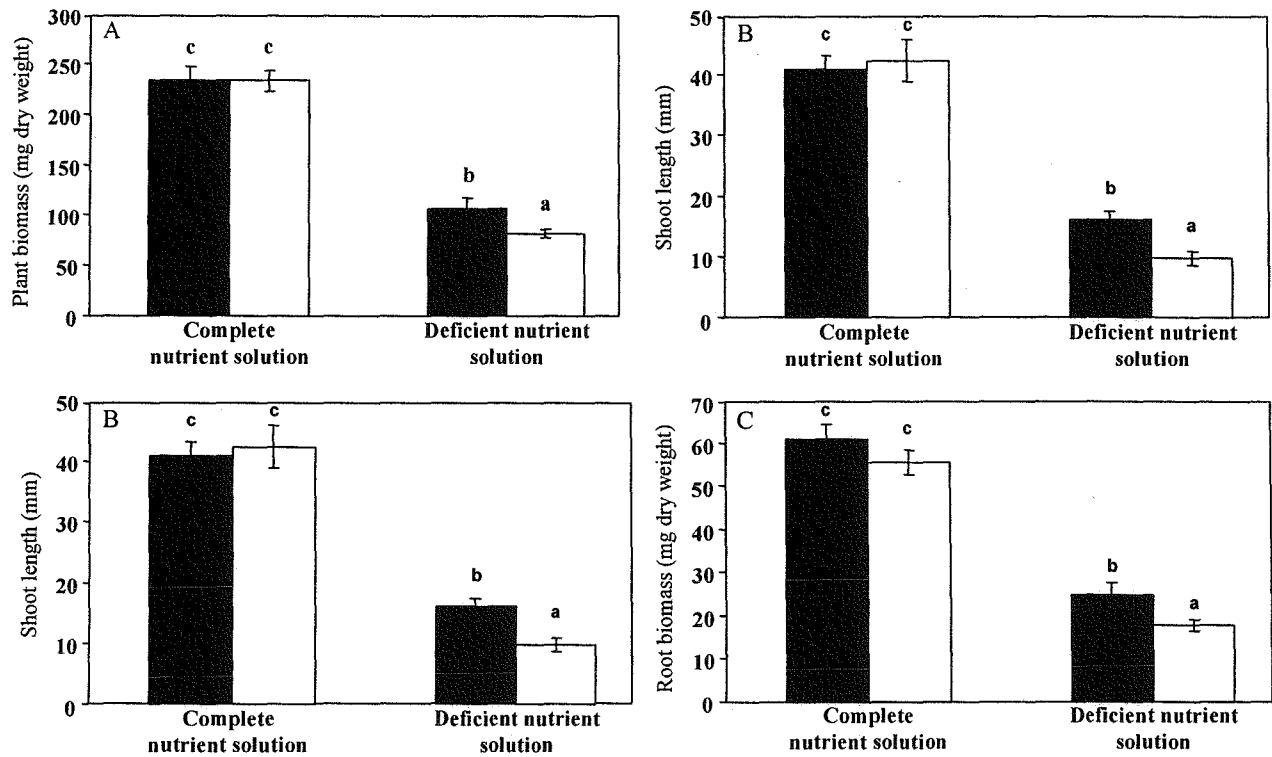 A
Plant biomass (mg dry weight)
300
250
200
150
100
50
0
c
c
b
a
Complete
nutrient solution
Deficient nutrient
solution
B
Shoot length (mm)
50
40
30
20
10
0
c
c
b
a
Complete
nutrient solution
Deficient nutrient
solution
B
Shoot length (mm)
50
40
30
20
10
0
c
c
b
a
Complete
nutrient solution
Deficient nutrient
solution
C
Root biomass (mg dry weight)
70
60
50
40
30
20
10
0
c
c
b
a
Complete
nutrient solution
Deficient nutrient
solution